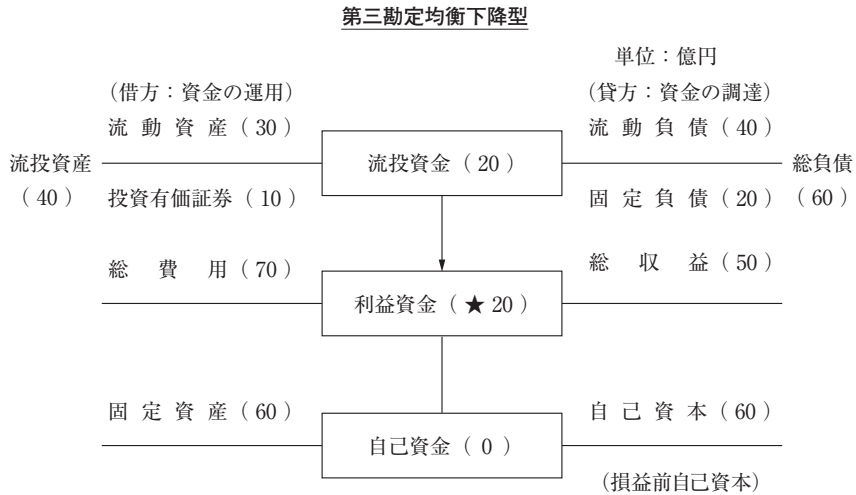 第三勘定均衡下降型
単位：億円
（借方：資金の運用）
（貸方：資金の調達）
流動資産（30）
流動負債（40）
流投資産
（40）
流投資金（20）
総負債
（60）
投資有価証券（10）
固定負債（20）
総費用（70）
総収益（50）
利益資金（★20）
固定資産（60）
自己資本（60）
自己資金（0）
（損益前自己資本）